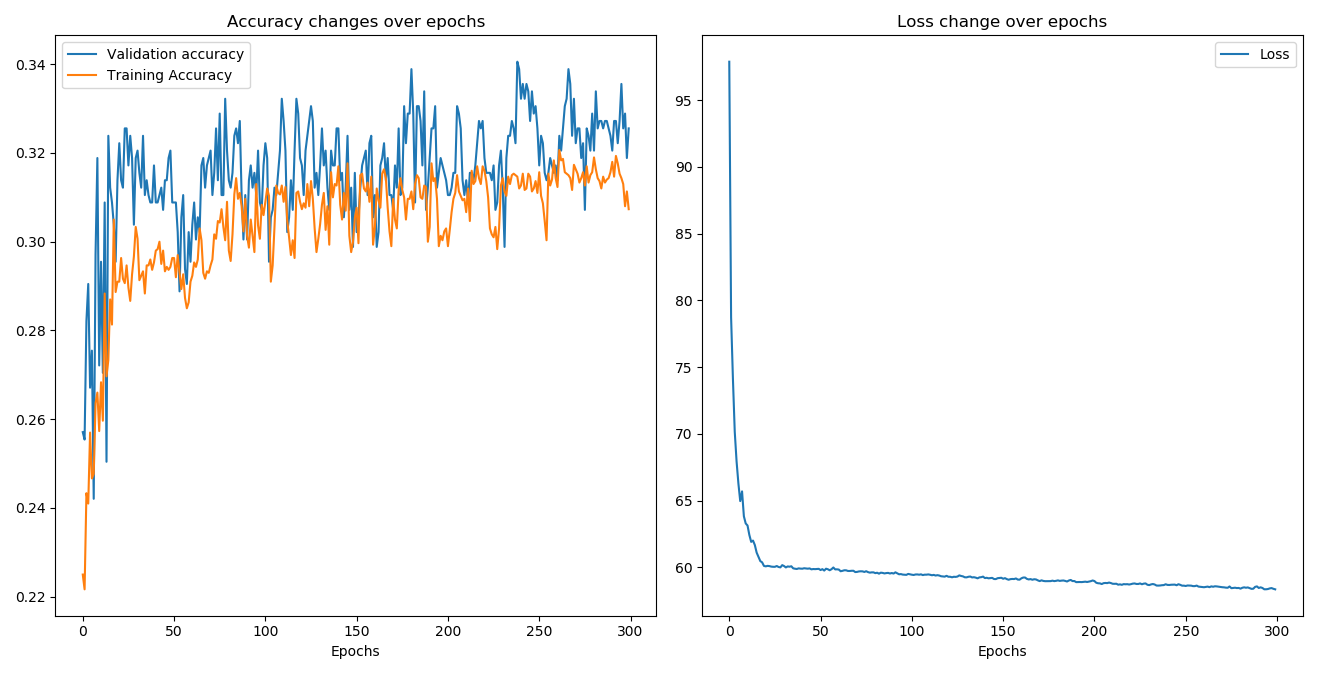 Accuracy changes over epochs
Validation accuracy
Training Accuracy
0.34
0.32
0.30
0.28
0.26
0.24
0.22
0 50 100 150 200 250 300
Epochs
Loss change over epochs
Loss
95
90
85
80
75
70
65
60
0 50 100 150 200 250 300
Epochs